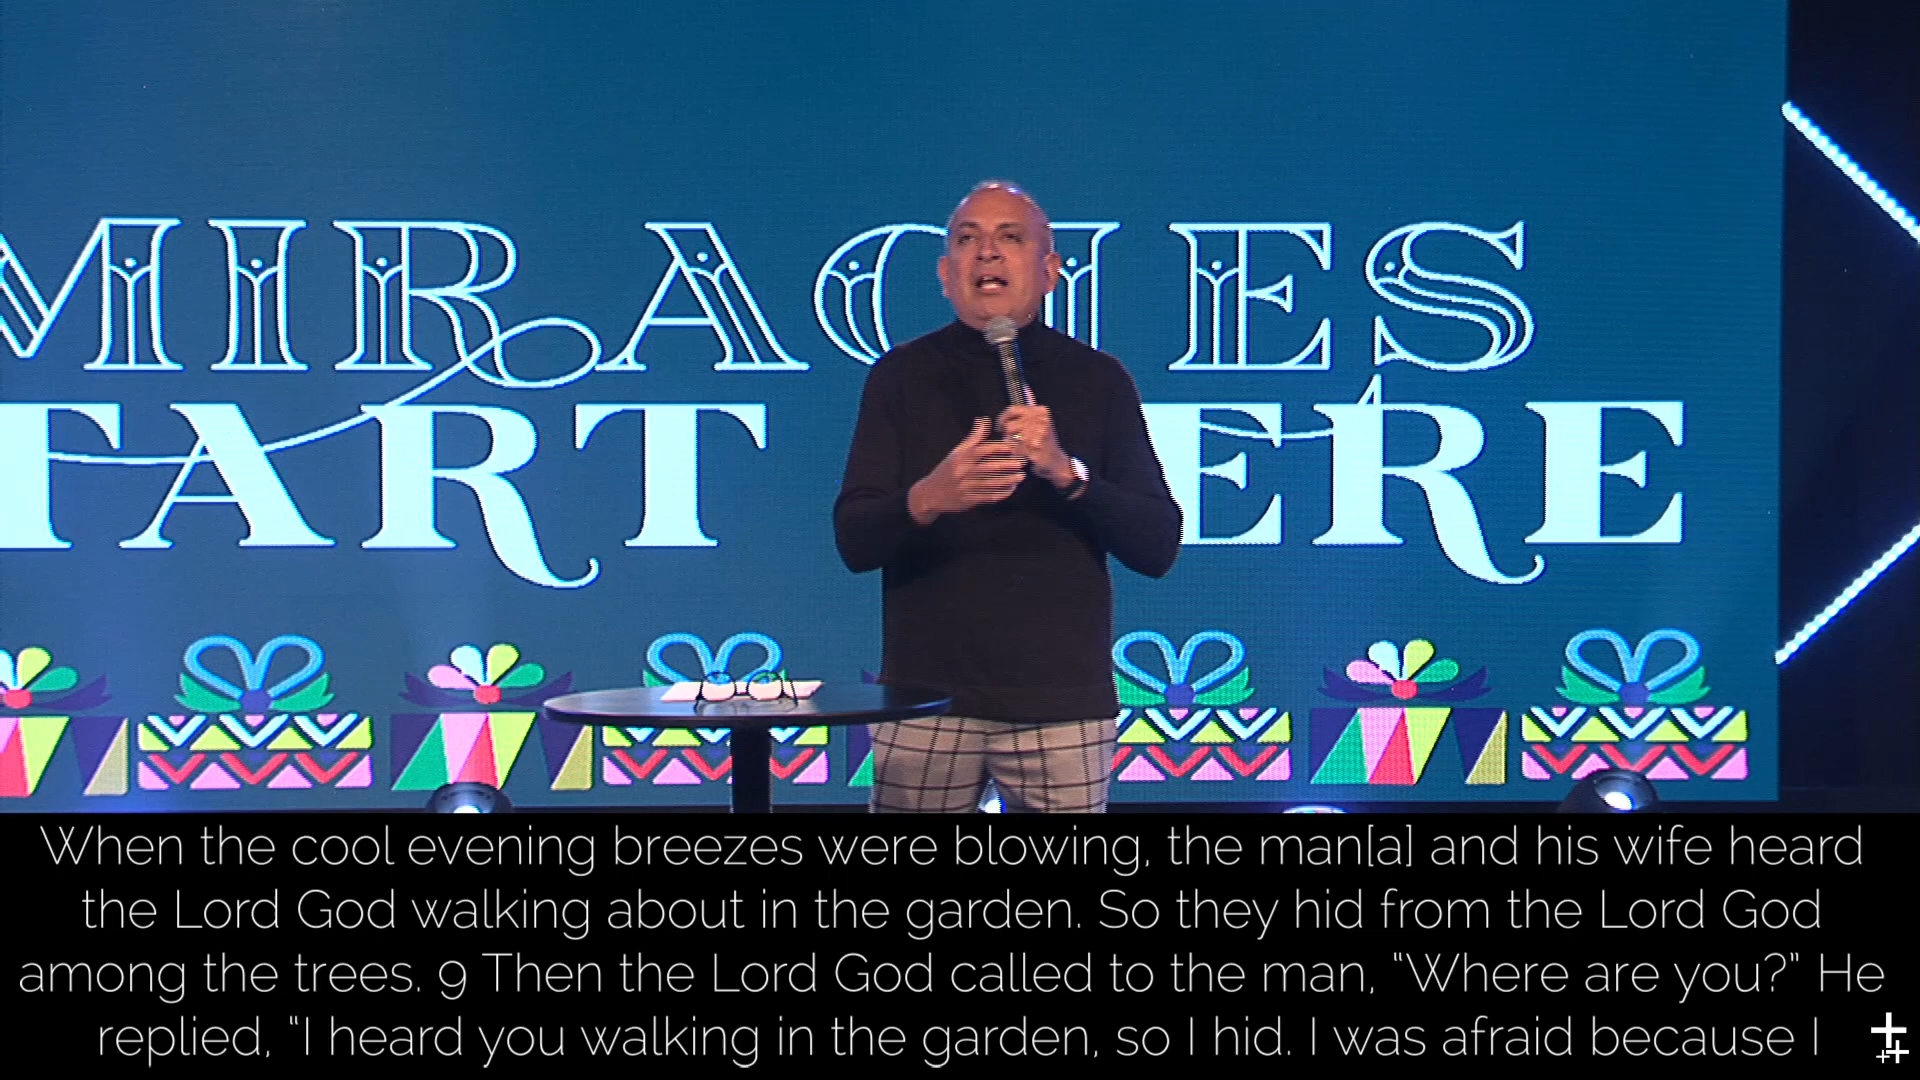 MIRACLES
TART ERE
When the cool evening breezes were blowing, the man[a] and his wife heard
the Lord God walking about in the garden. So they hid from the Lord God
among the trees. 9 Then the Lord God called to the man, “Where are you?” He
replied, “I heard you walking in the garden, so I hid. I was afraid because I